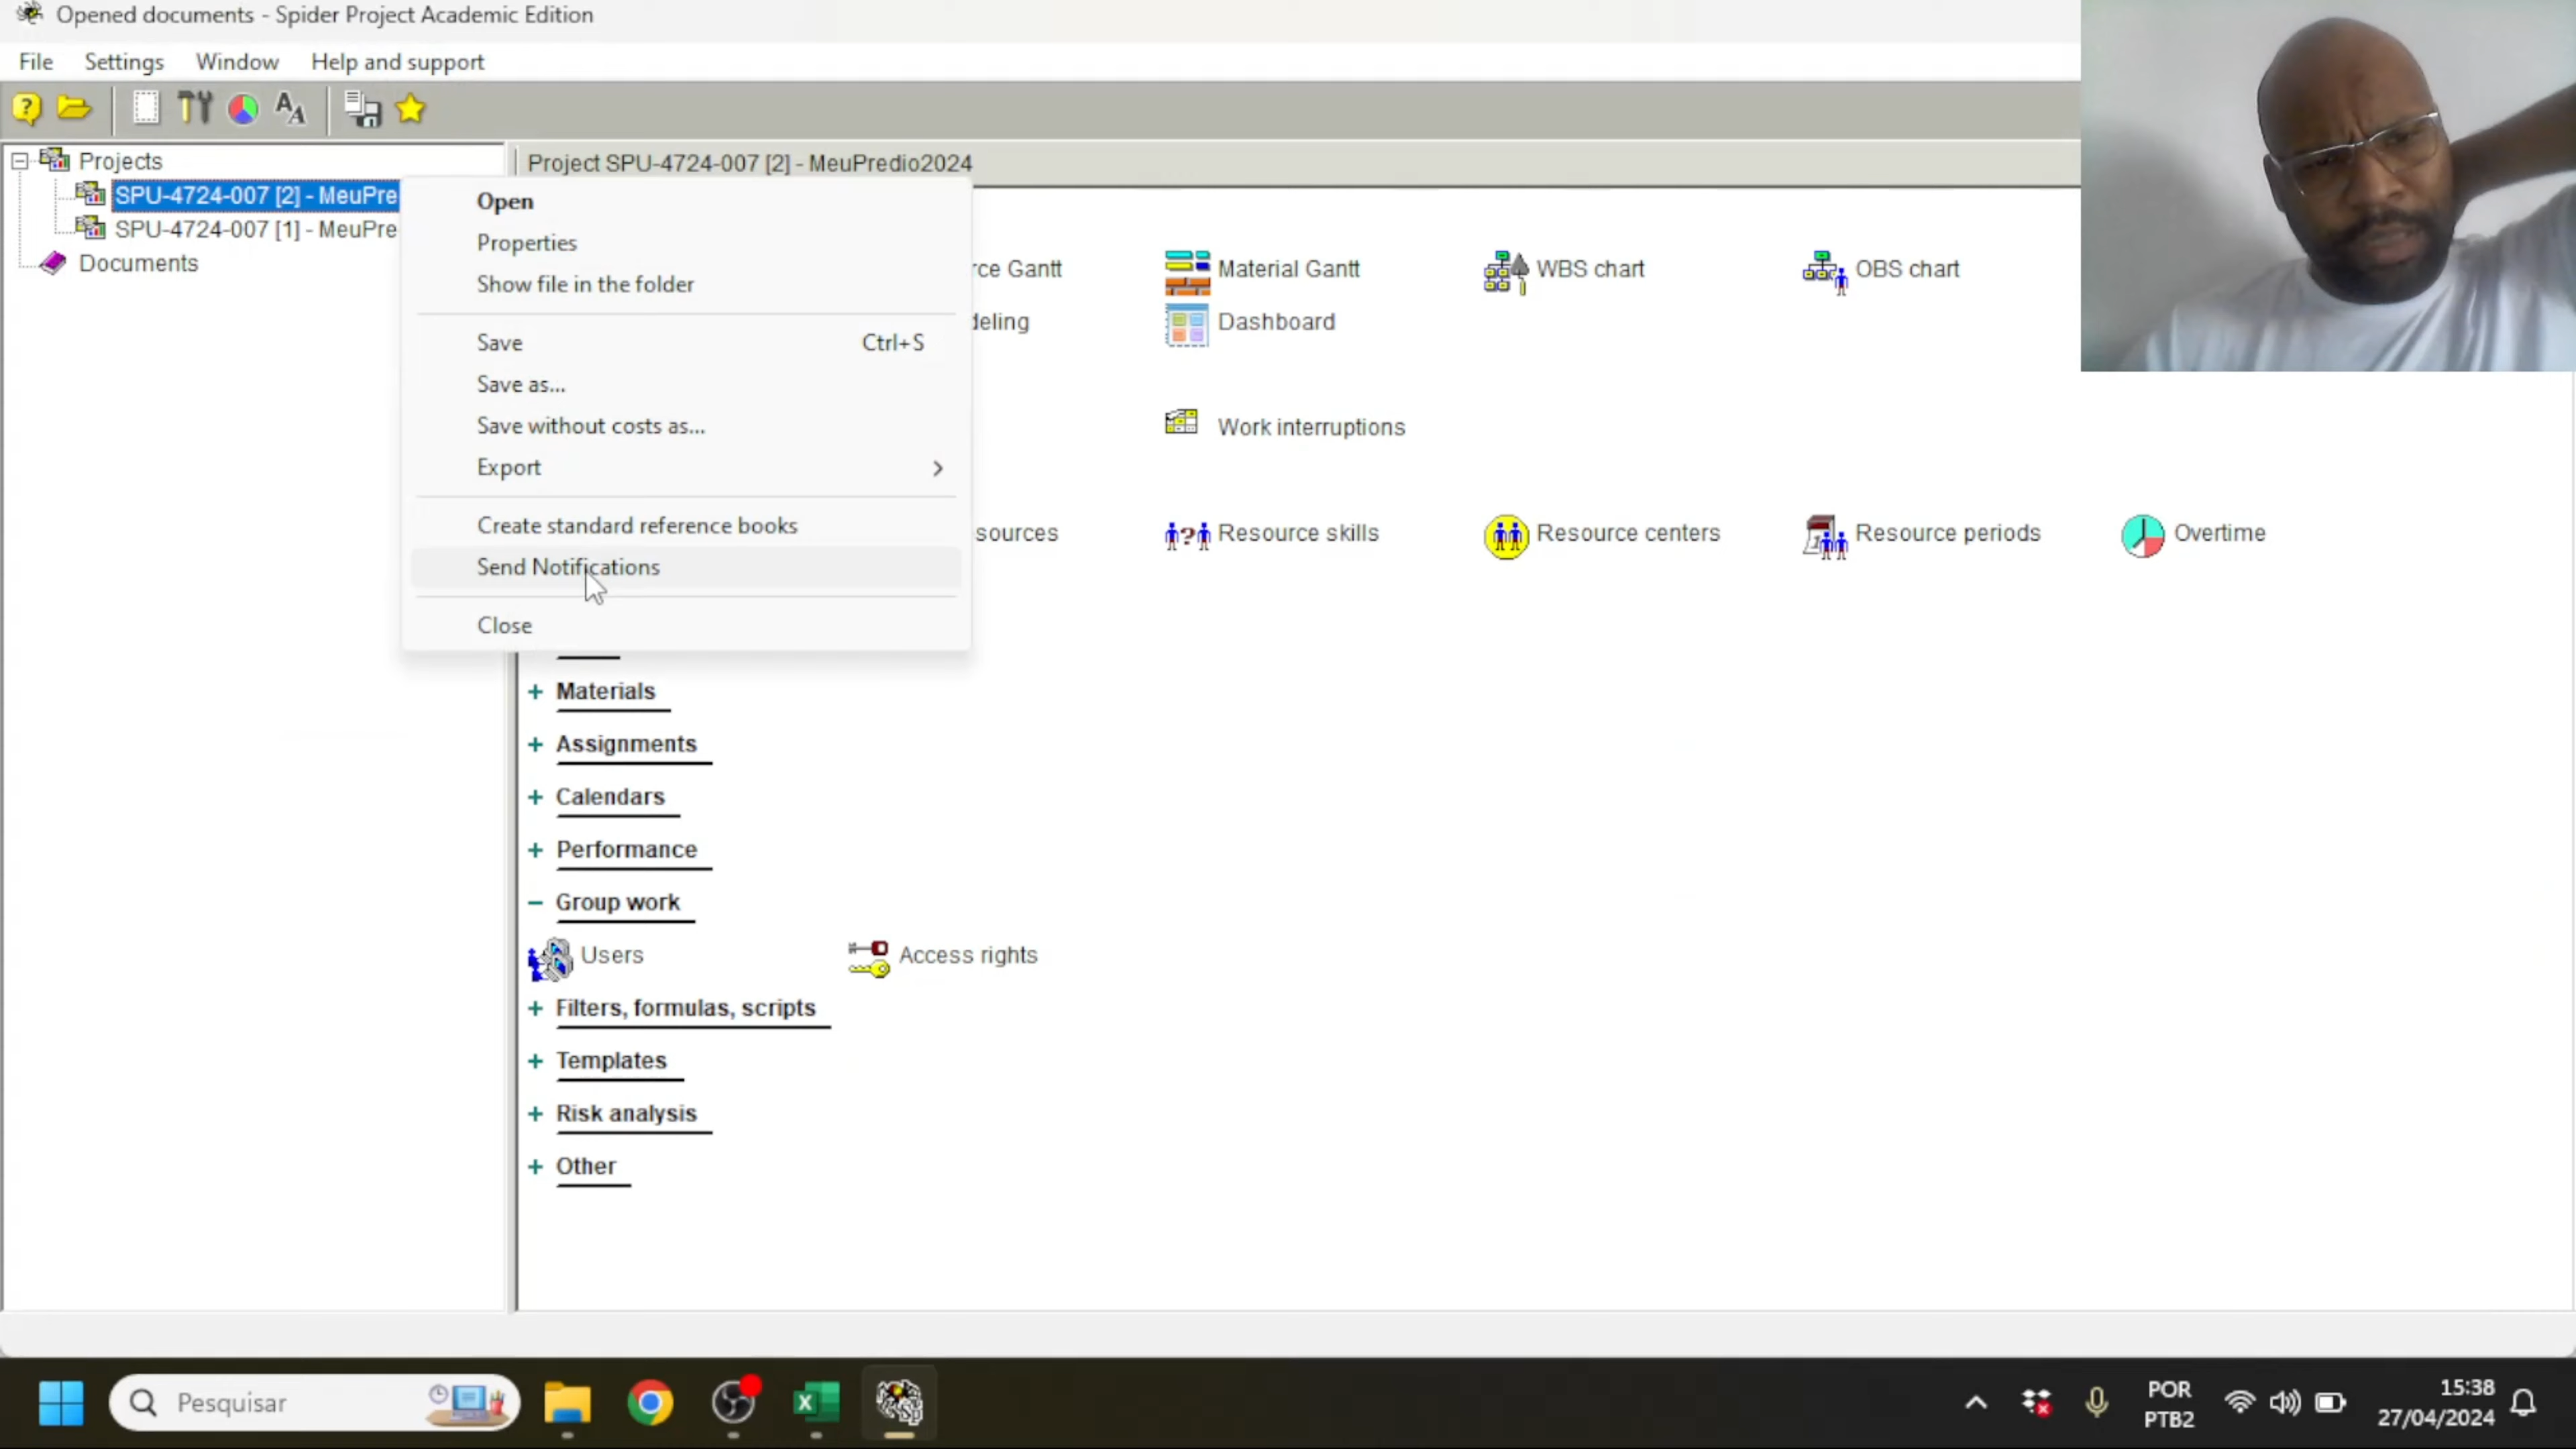 Opened documents - Spider Project Academic Edition
File Settings Window Help and support
Projects
SPU-4724-007 [2] - MeuPre
SPU-4724-007 [1] - MeuPre
Documents
Project SPU-4724-007 [2] - MeuPredio2024
Open
Properties
Show file in the folder
Save Ctrl+S
Save as...
Save without costs as...
Export
Create standard reference books
Send Notifications
Close
rce Gantt Material Gantt WBS chart OBS chart
deling Dashboard
Work interruptions
sources Resource skills Resource centers Resource periods Overtime
Materials
Assignments
Calendars
Performance
Group work
Users Access rights
Filters, formulas, scripts
Templates
Risk analysis
Other
Pesquisar
POR
PTB2
15:38
27/04/2024